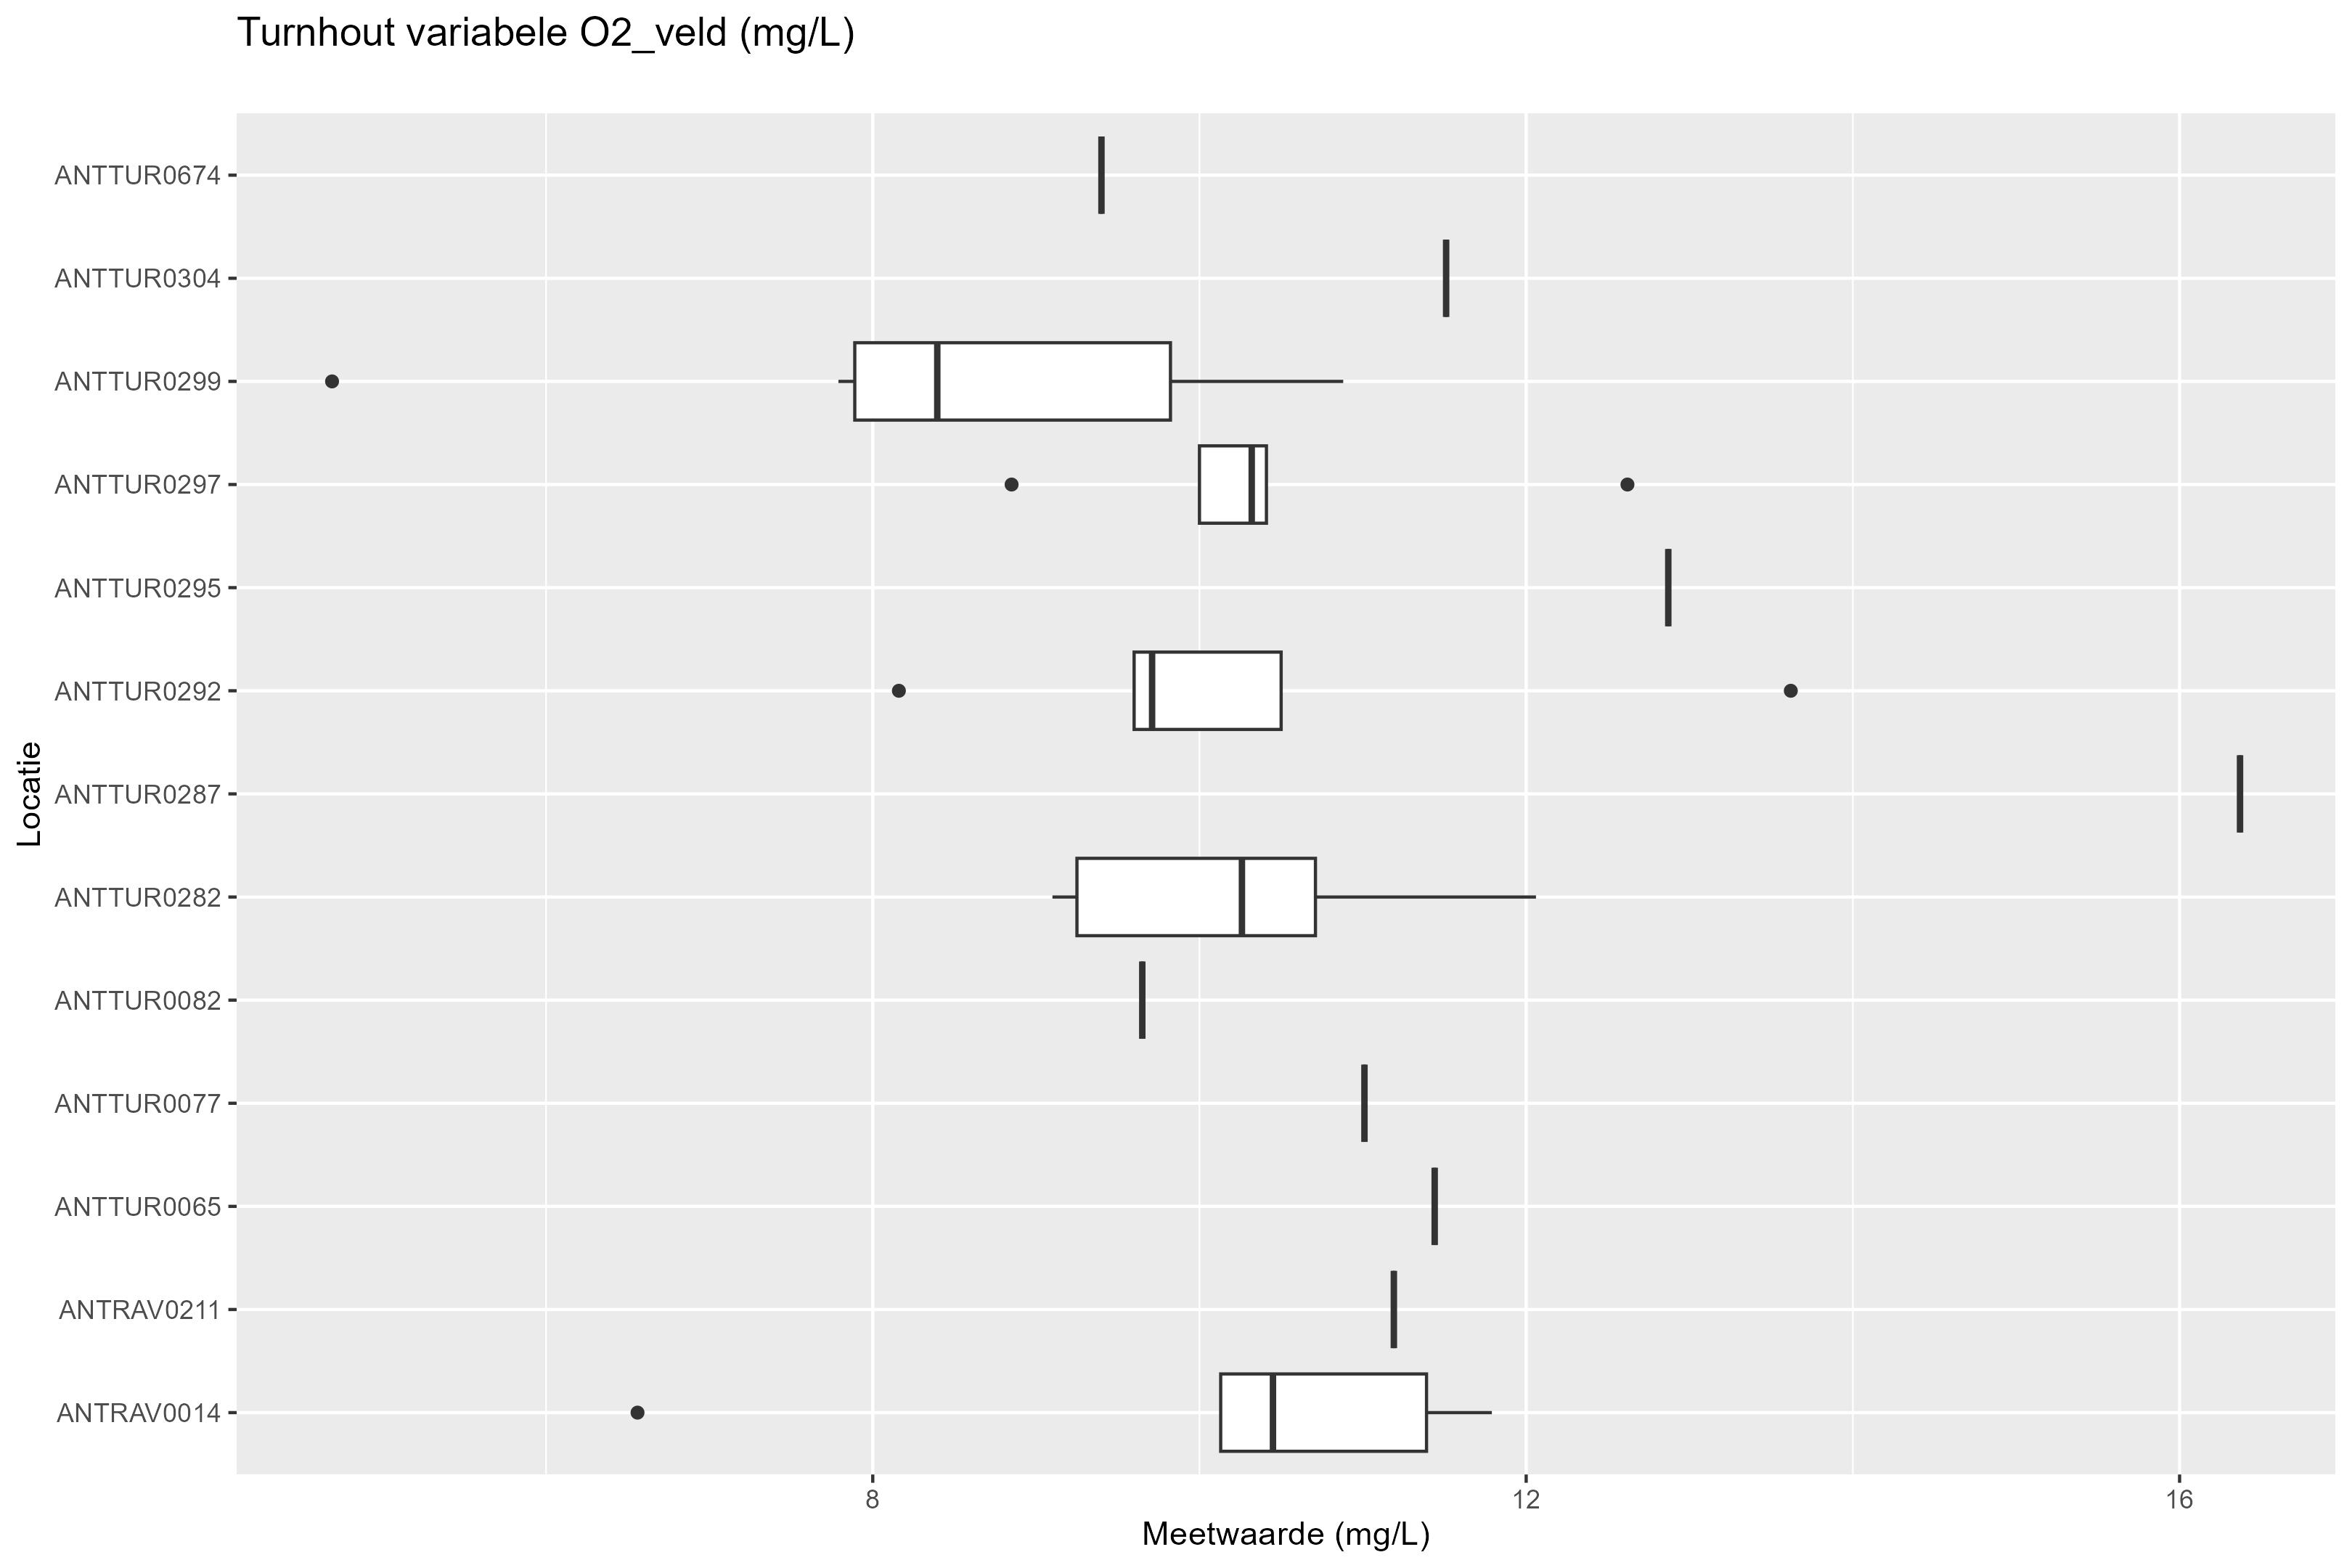 Turnhout variabele O2_veld (mg/L)
ANTTUR0674
ANTTUR0304
ANTTUR0299
ANTTUR0297
ANTTUR0295
ANTTUR0292
ANTTUR0287
ANTTUR0282
ANTTUR0082
ANTTUR0077
ANTTUR0065
ANTRAV0211
ANTRAV0014
Locatie
8 12 16
Meetwaarde (mg/L)